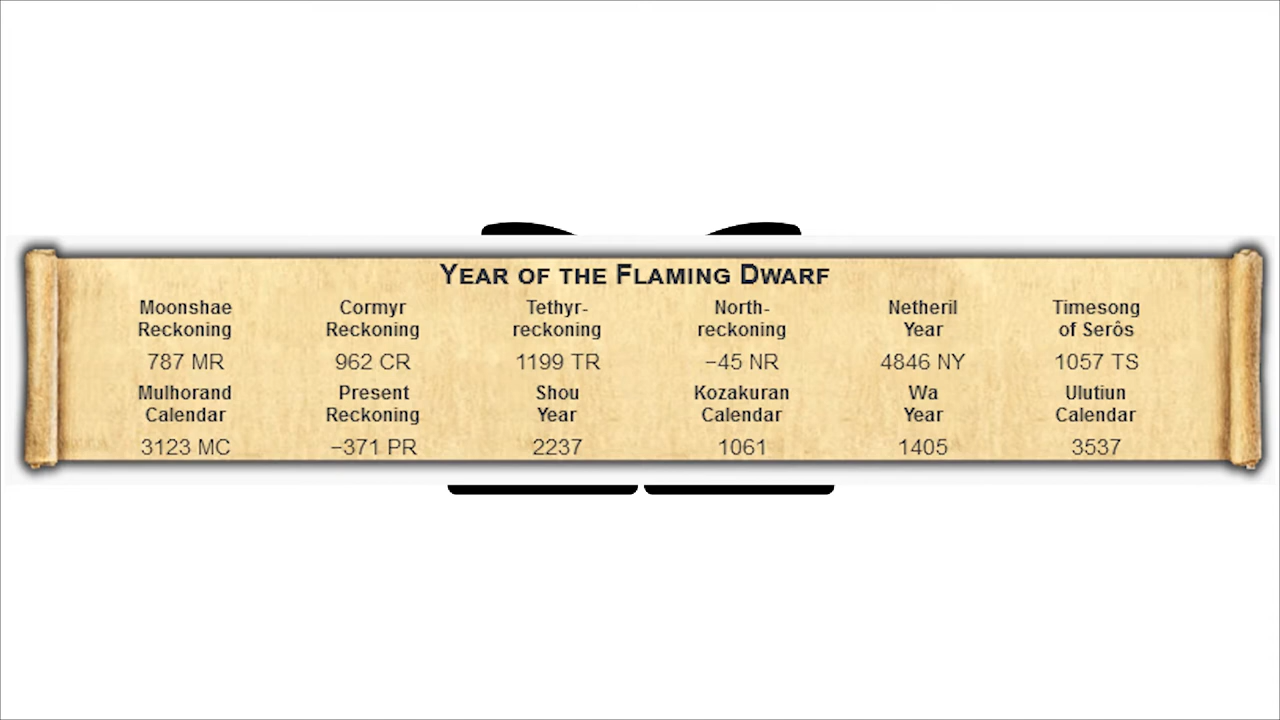 Year of the Flaming Dwarf
Moonshae Reckoning
Cormyr Reckoning
Tethyr-reckoning
North-reckoning
Netheril Year
Timesong of Serôs
787 MR
962 CR
1199 TR
−45 NR
4846 NY
1057 TS
Mulhorand Calendar
Present Reckoning
Shou Year
Kozakuran Calendar
Wa Year
Ulutiun Calendar
3123 MC
−371 PR
2237
1061
1405
3537